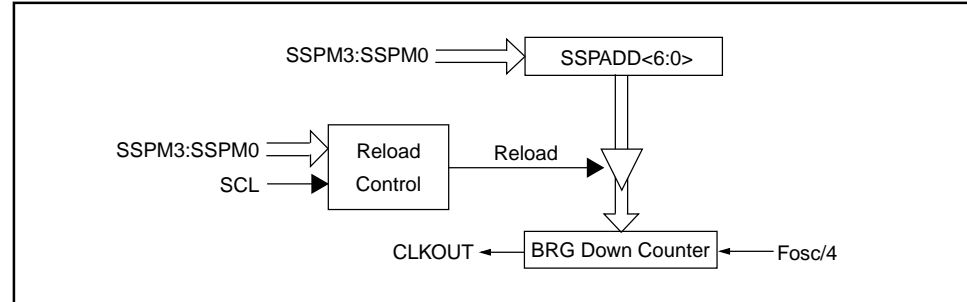 SSPM3:SSPM0
SSPADD<6:0>
SSPM3:SSPM0
SCL
Reload
Control
Reload
CLKOUT
BRG Down Counter
Fosc/4